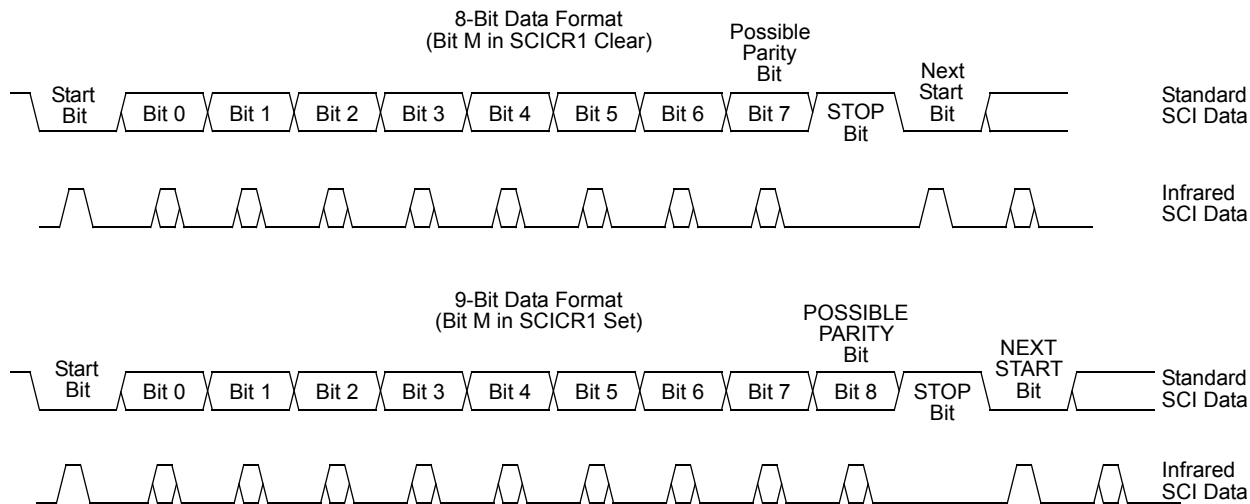 8-Bit Data Format
(Bit M in SCICR1 Clear)
Possible
Parity
Bit
Start
Bit
Bit 0
Bit 1
Bit 2
Bit 3
Bit 4
Bit 5
Bit 6
Bit 7
STOP
Bit
Next
Start
Bit
Standard
SCI Data
Infrared
SCI Data
9-Bit Data Format
(Bit M in SCICR1 Set)
POSSIBLE
PARITY
Bit
Start
Bit
Bit 0
Bit 1
Bit 2
Bit 3
Bit 4
Bit 5
Bit 6
Bit 7
Bit 8
STOP
Bit
NEXT
START
Bit
Standard
SCI Data
Infrared
SCI Data